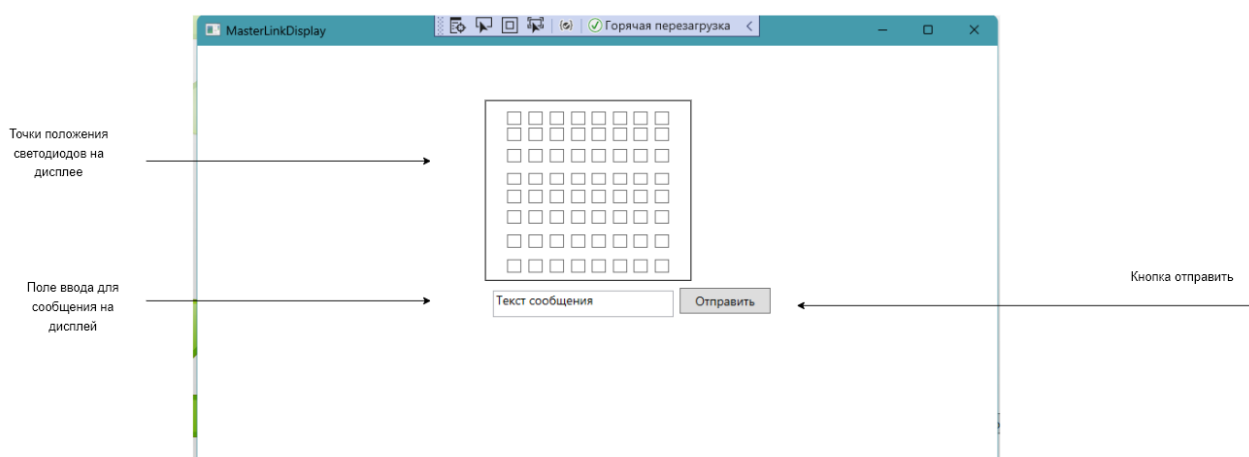 MasterLinkDisplay
Горячая перезагрузка
Точки положения
светодиодов на
дисплее
Поле ввода для
сообщения на
дисплей
Текст сообщения
Отправить
Кнопка отправить